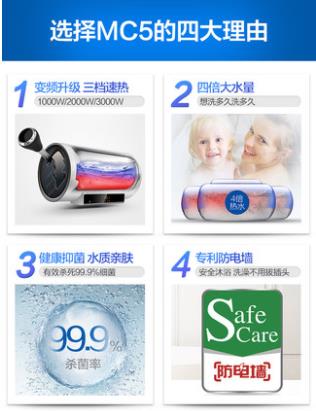 选择MC5的四大理由
1 变频升级 三档速热
1000W/2000W/3000W
2 四倍大水量
想洗多久洗多久
4倍
热水
3 健康抑菌 水质亲肤
有效杀死99.9%细菌
99.9%
杀菌率
4 专利防电墙
安全沐浴 洗澡不用拔插头
Safe
Care
防电墙